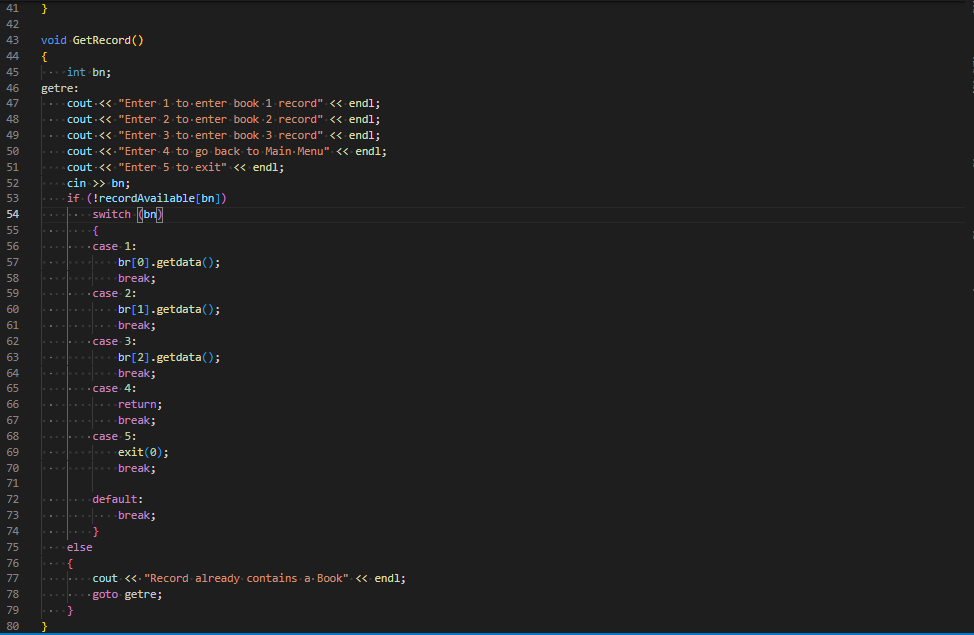 41 }
42
43 void GetRecord()
44 {
45     int bn;
46 getre:
47     cout << "Enter 1 to enter book 1 record" << endl;
48     cout << "Enter 2 to enter book 2 record" << endl;
49     cout << "Enter 3 to enter book 3 record" << endl;
50     cout << "Enter 4 to go back to Main Menu" << endl;
51     cout << "Enter 5 to exit" << endl;
52     cin >> bn;
53     if (!recordAvailable[bn])
54         switch (bn)
55         {
56         case 1:
57             br[0].getdata();
58             break;
59         case 2:
60             br[1].getdata();
61             break;
62         case 3:
63             br[2].getdata();
64             break;
65         case 4:
66             return;
67             break;
68         case 5:
69             exit(0);
70             break;
71
72         default:
73             break;
74         }
75     else
76     {
77         cout << "Record already contains a Book" << endl;
78         goto getre;
79     }
80 }